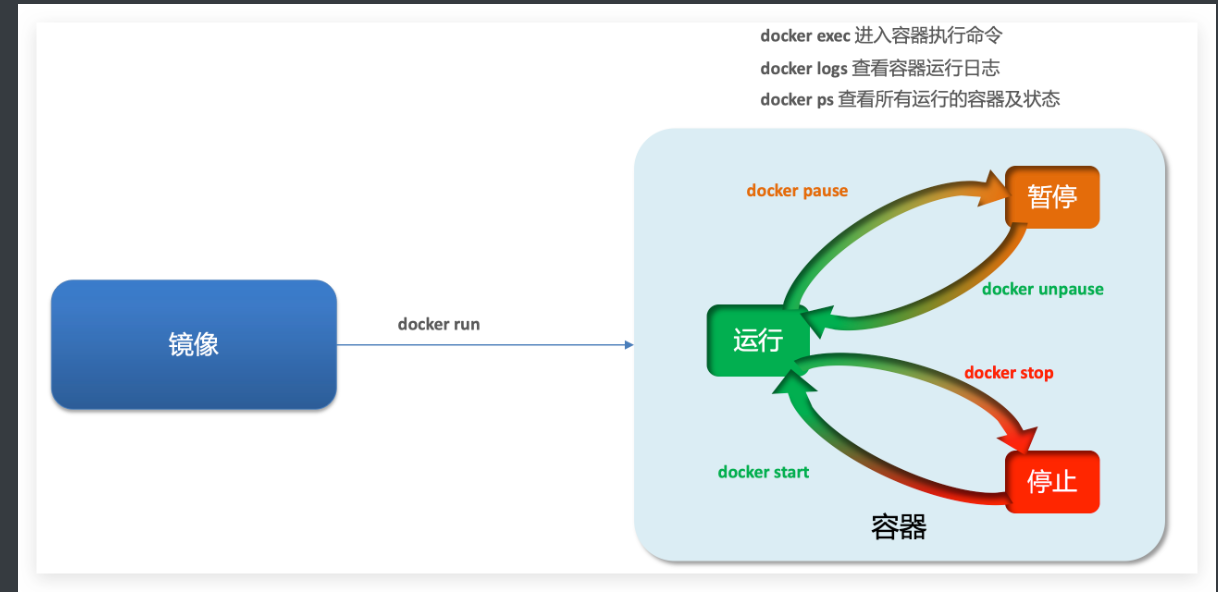 docker exec 进入容器执行命令
docker logs 查看容器运行日志
docker ps 查看所有运行的容器及状态
docker pause
暂停
docker unpause
镜像
docker run
运行
docker stop
docker start
停止
容器